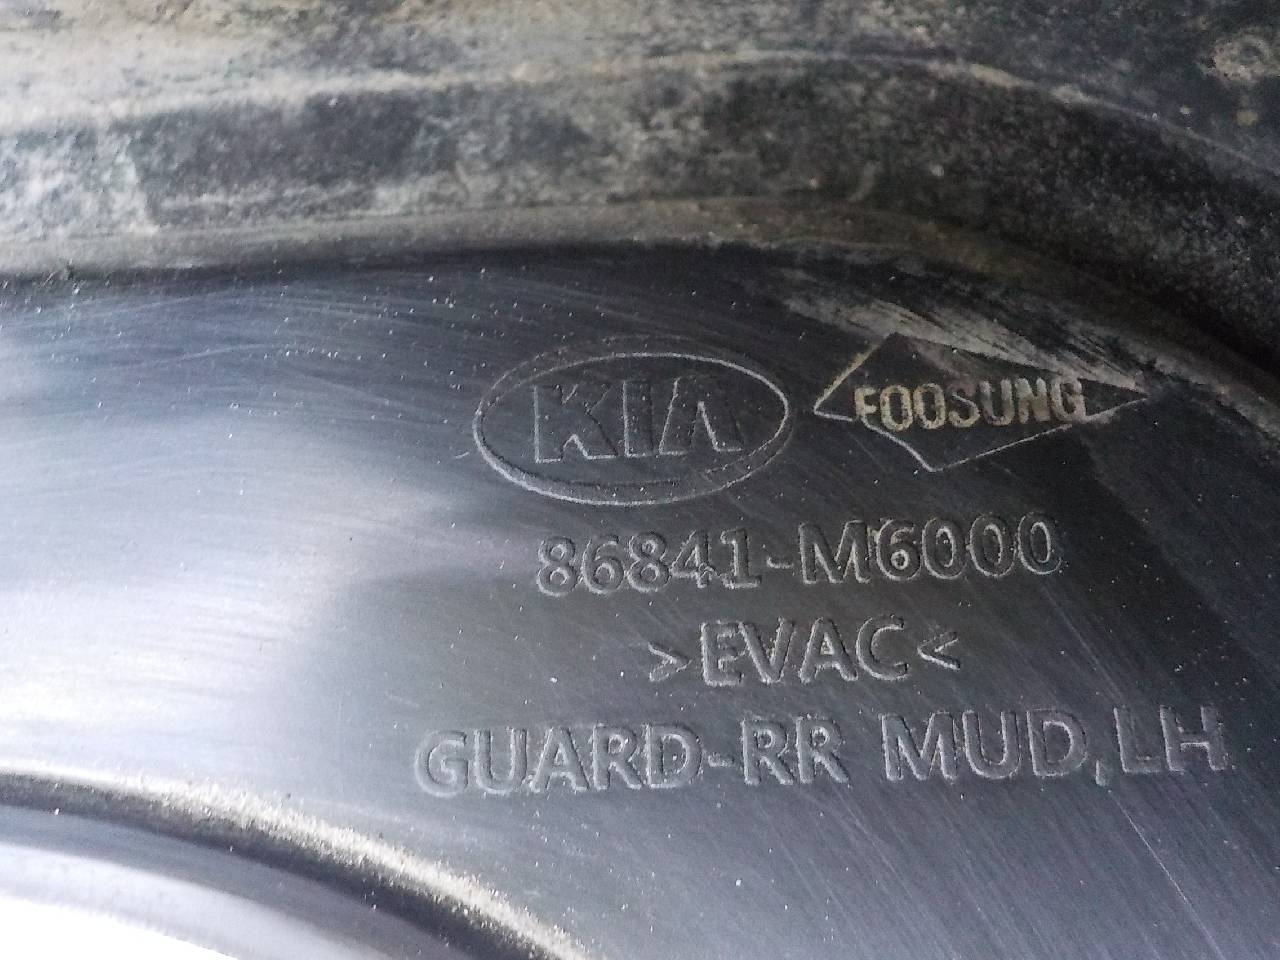 KIA FOOSUNG
86841-M6000
>EVAC<
GUARD-RR MUD,LH